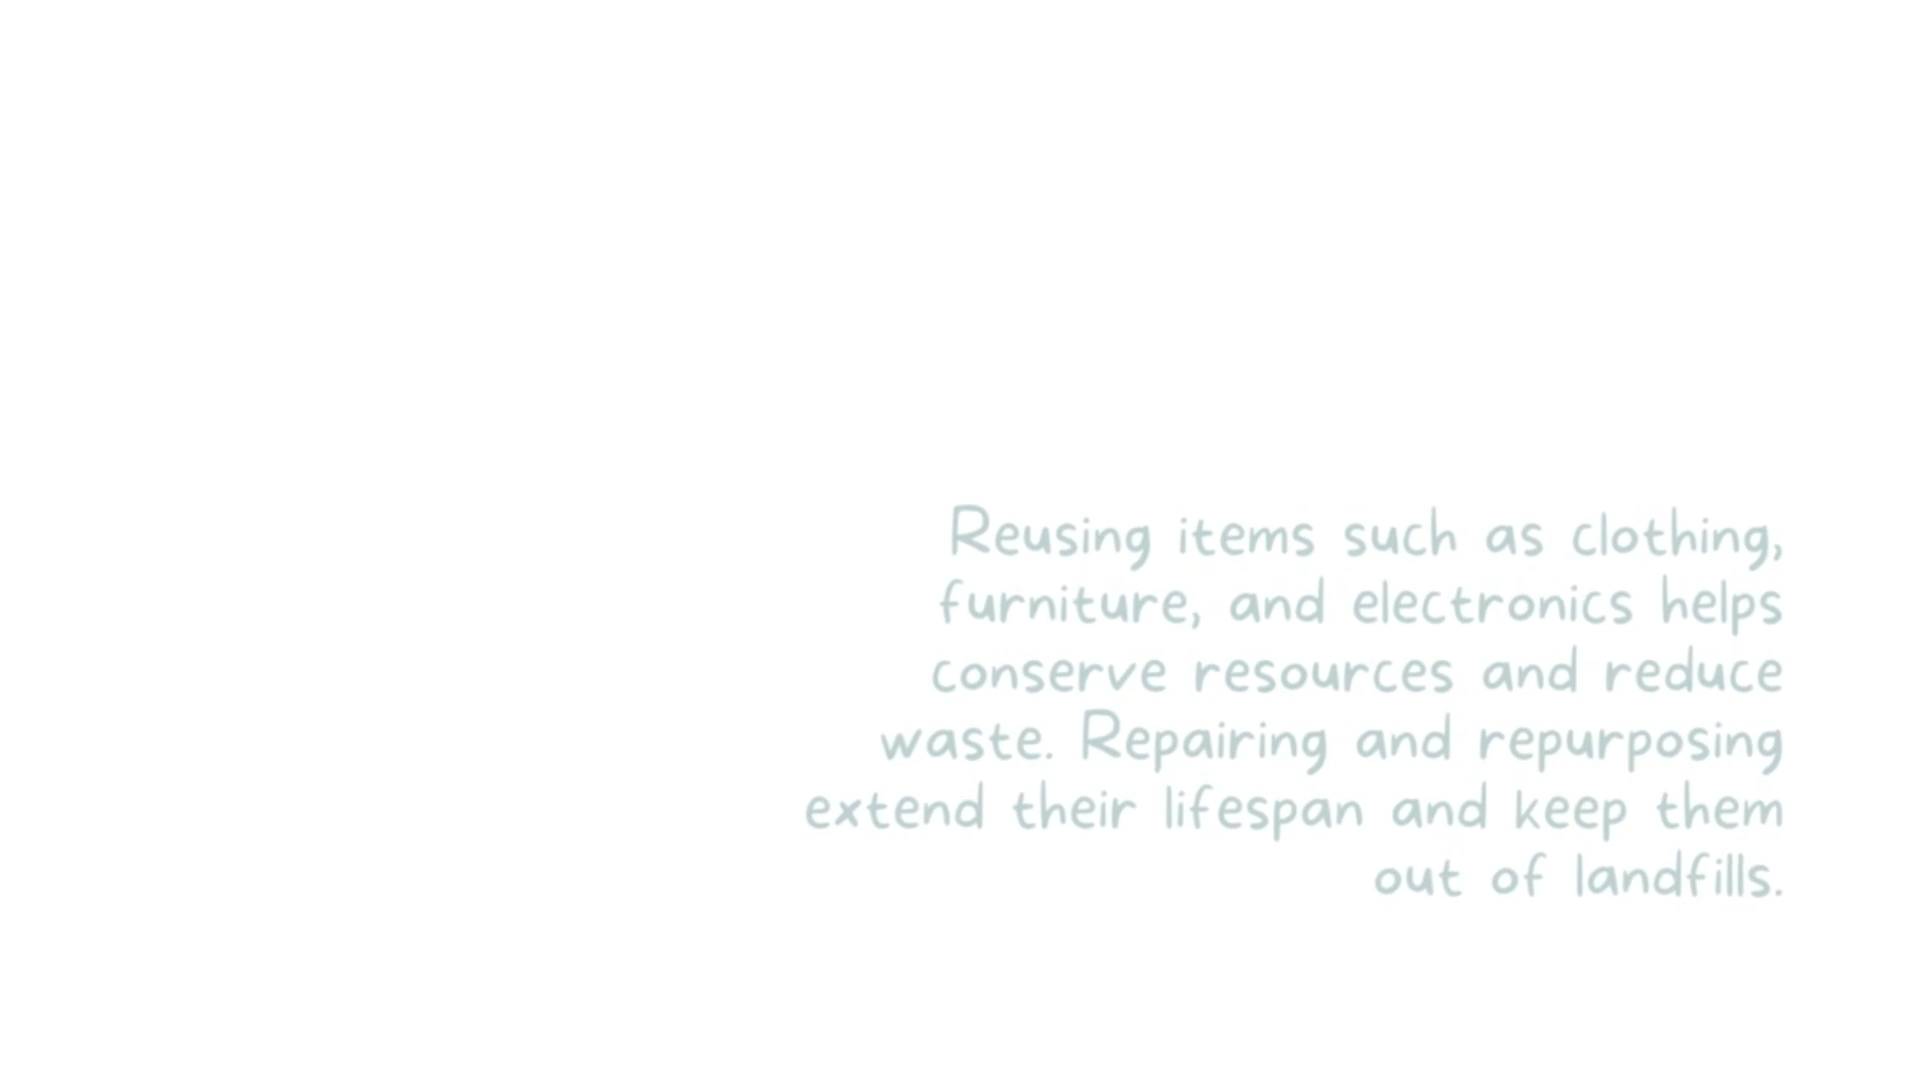 Reusing items such as clothing,
furniture, and electronics helps
conserve resources and reduce
waste. Repairing and repurposing
extend their lifespan and keep them
out of landfills.